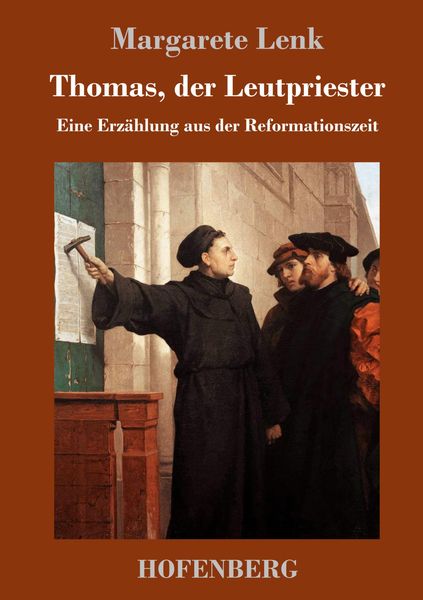 Margarete Lenk
Thomas, der Leutpriester
Eine Erzählung aus der Reformationszeit
HOFENBERG